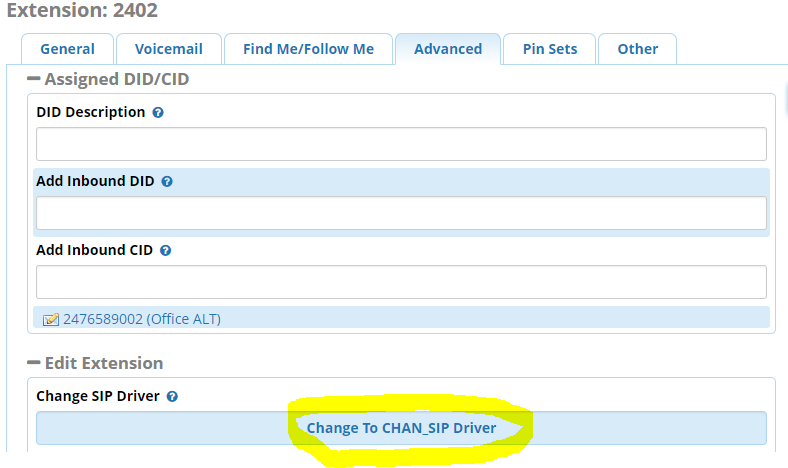 Extension: 2402
General Voicemail Find Me/Follow Me Advanced Pin Sets Other
Assigned DID/CID
DID Description
Add Inbound DID
Add Inbound CID
2476589002 (Office ALT)
Edit Extension
Change SIP Driver
Change To CHAN_SIP Driver